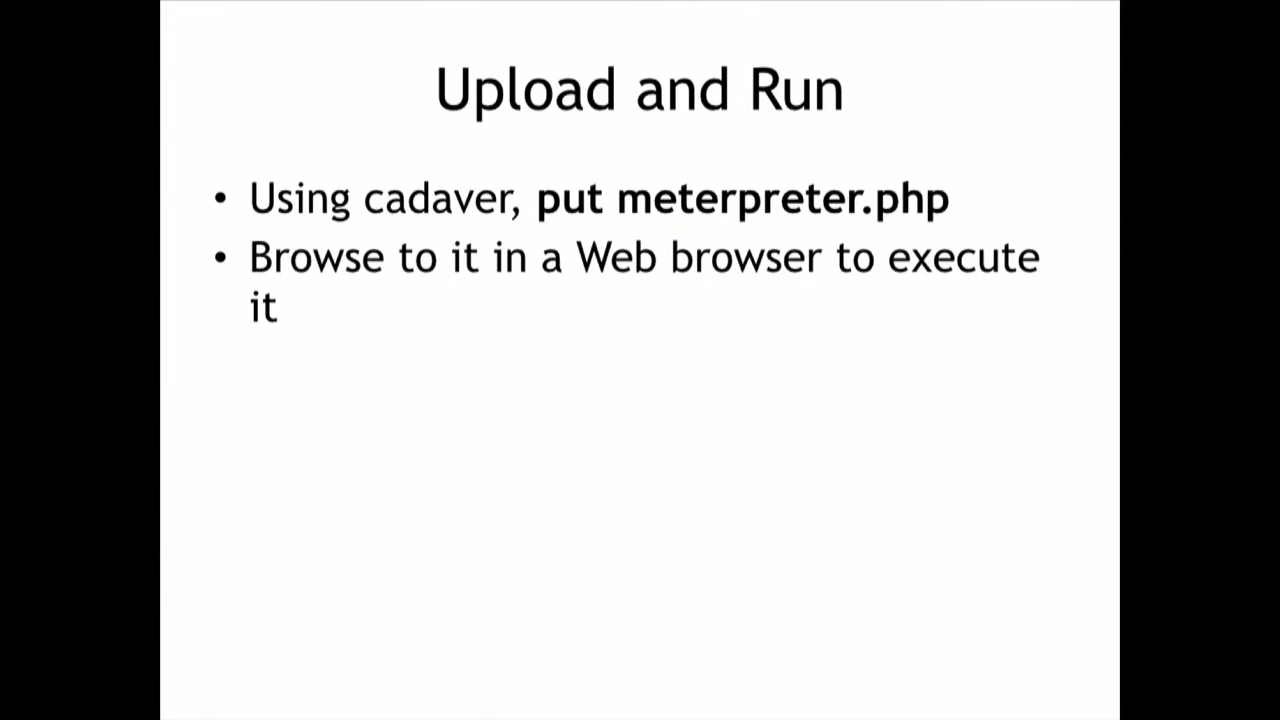 Upload and Run
• Using cadaver, put meterpreter.php
• Browse to it in a Web browser to execute
it